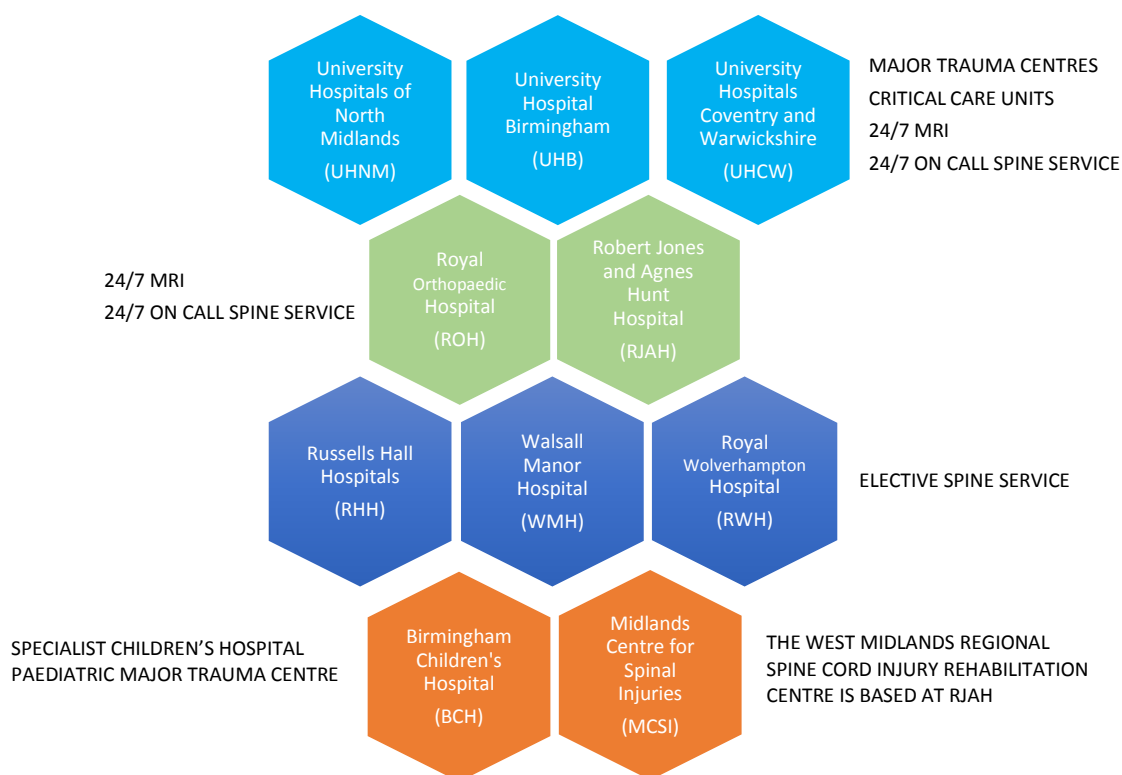 University
Hospitals of
North
Midlands
(UHNM)
University
Hospital
Birmingham
(UHB)
University
Hospitals
Coventry and
Warwickshire
(UHCW)
MAJOR TRAUMA CENTRES
CRITICAL CARE UNITS
24/7 MRI
24/7 ON CALL SPINE SERVICE
24/7 MRI
24/7 ON CALL SPINE SERVICE
Royal
Orthopaedic
Hospital
(ROH)
Robert Jones
and Agnes
Hunt
Hospital
(RJAH)
Russells Hall
Hospitals
(RHH)
Walsall
Manor
Hospital
(WMH)
Royal
Wolverhampton
Hospital
(RWH)
ELECTIVE SPINE SERVICE
SPECIALIST CHILDREN’S HOSPITAL
PAEDIATRIC MAJOR TRAUMA CENTRE
Birmingham
Children's
Hospital
(BCH)
Midlands
Centre for
Spinal
Injuries
(MCSI)
THE WEST MIDLANDS REGIONAL
SPINE CORD INJURY REHABILITATION
CENTRE IS BASED AT RJAH